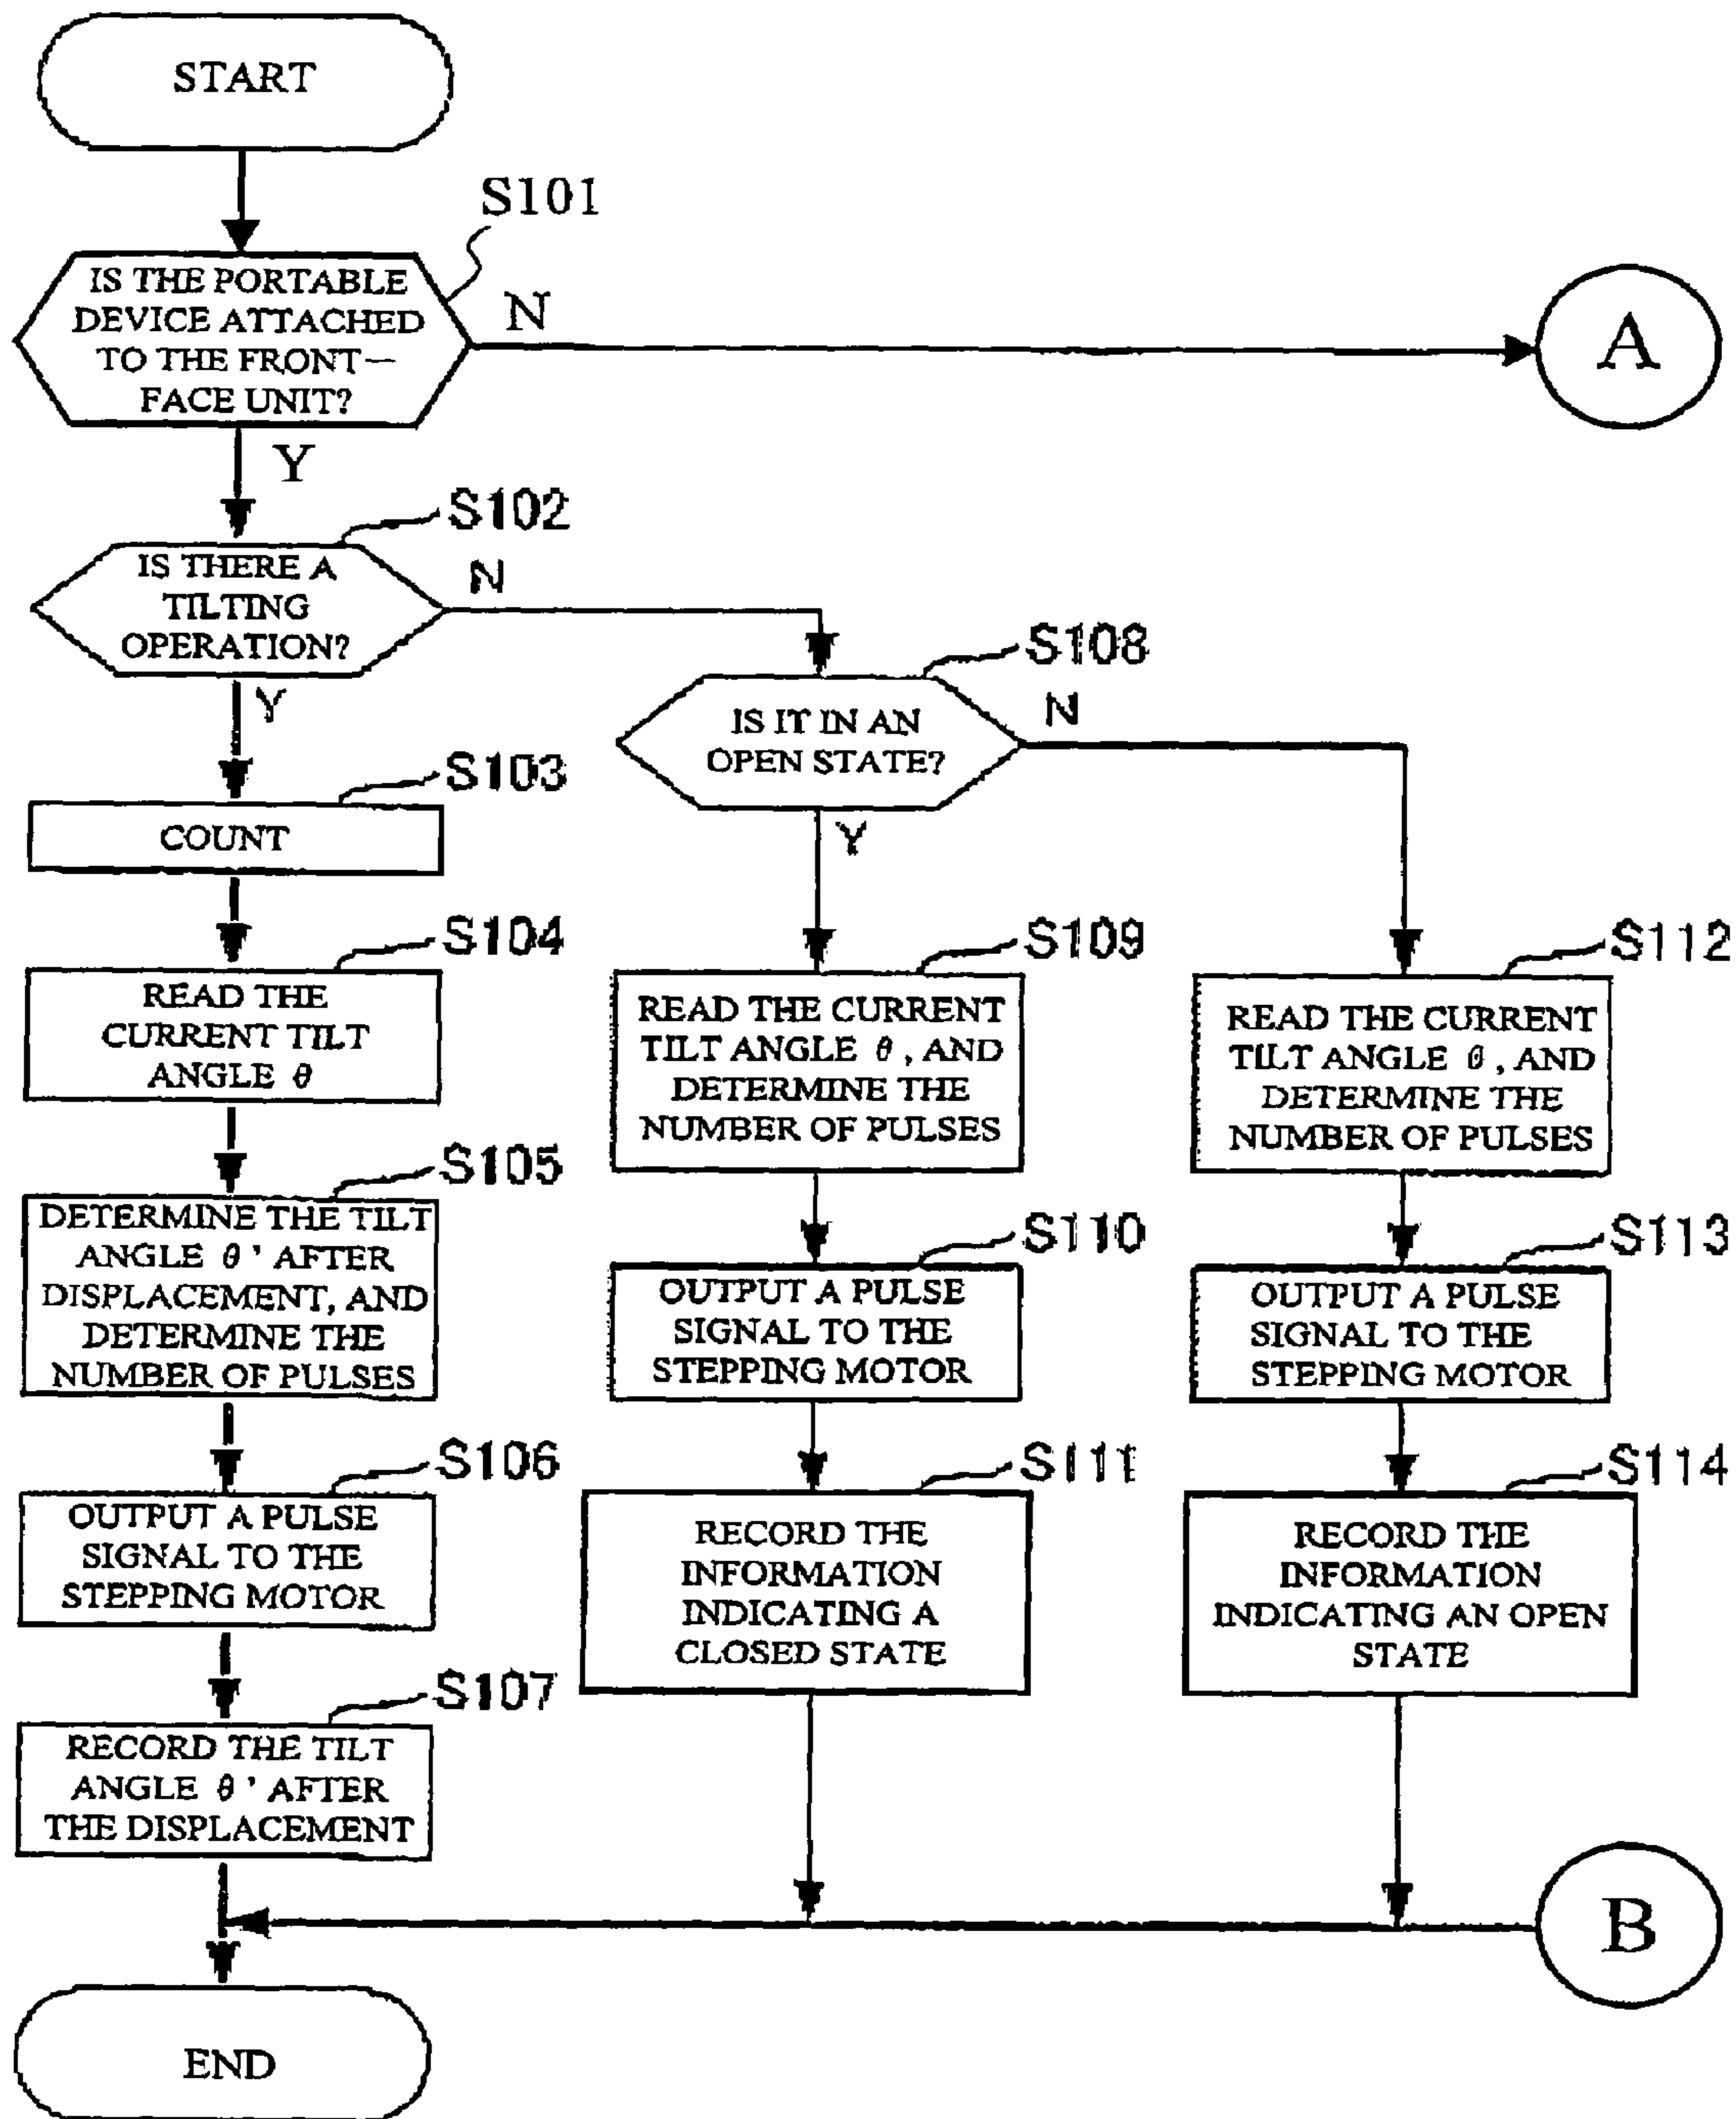 START
S101
IS THE PORTABLE
DEVICE ATTACHED
TO THE FRONT—
FACE UNIT?
N
A
Y
S102
IS THERE A
TILTING
OPERATION?
N
Y
S108
IS IT IN AN
OPEN STATE?
N
Y
S103
COUNT
S104
READ THE
CURRENT TILT
ANGLE θ
S105
DETERMINE THE TILT
ANGLE θ' AFTER
DISPLACEMENT, AND
DETERMINE THE
NUMBER OF PULSES
S106
OUTPUT A PULSE
SIGNAL TO THE
STEPPING MOTOR
S107
RECORD THE TILT
ANGLE θ' AFTER
THE DISPLACEMENT
S109
READ THE CURRENT
TILT ANGLE θ, AND
DETERMINE THE
NUMBER OF PULSES
S110
OUTPUT A PULSE
SIGNAL TO THE
STEPPING MOTOR
S111
RECORD THE
INFORMATION
INDICATING A
CLOSED STATE
S112
READ THE CURRENT
TILT ANGLE θ, AND
DETERMINE THE
NUMBER OF PULSES
S113
OUTPUT A PULSE
SIGNAL TO THE
STEPPING MOTOR
S114
RECORD THE
INFORMATION
INDICATING AN OPEN
STATE
B
END